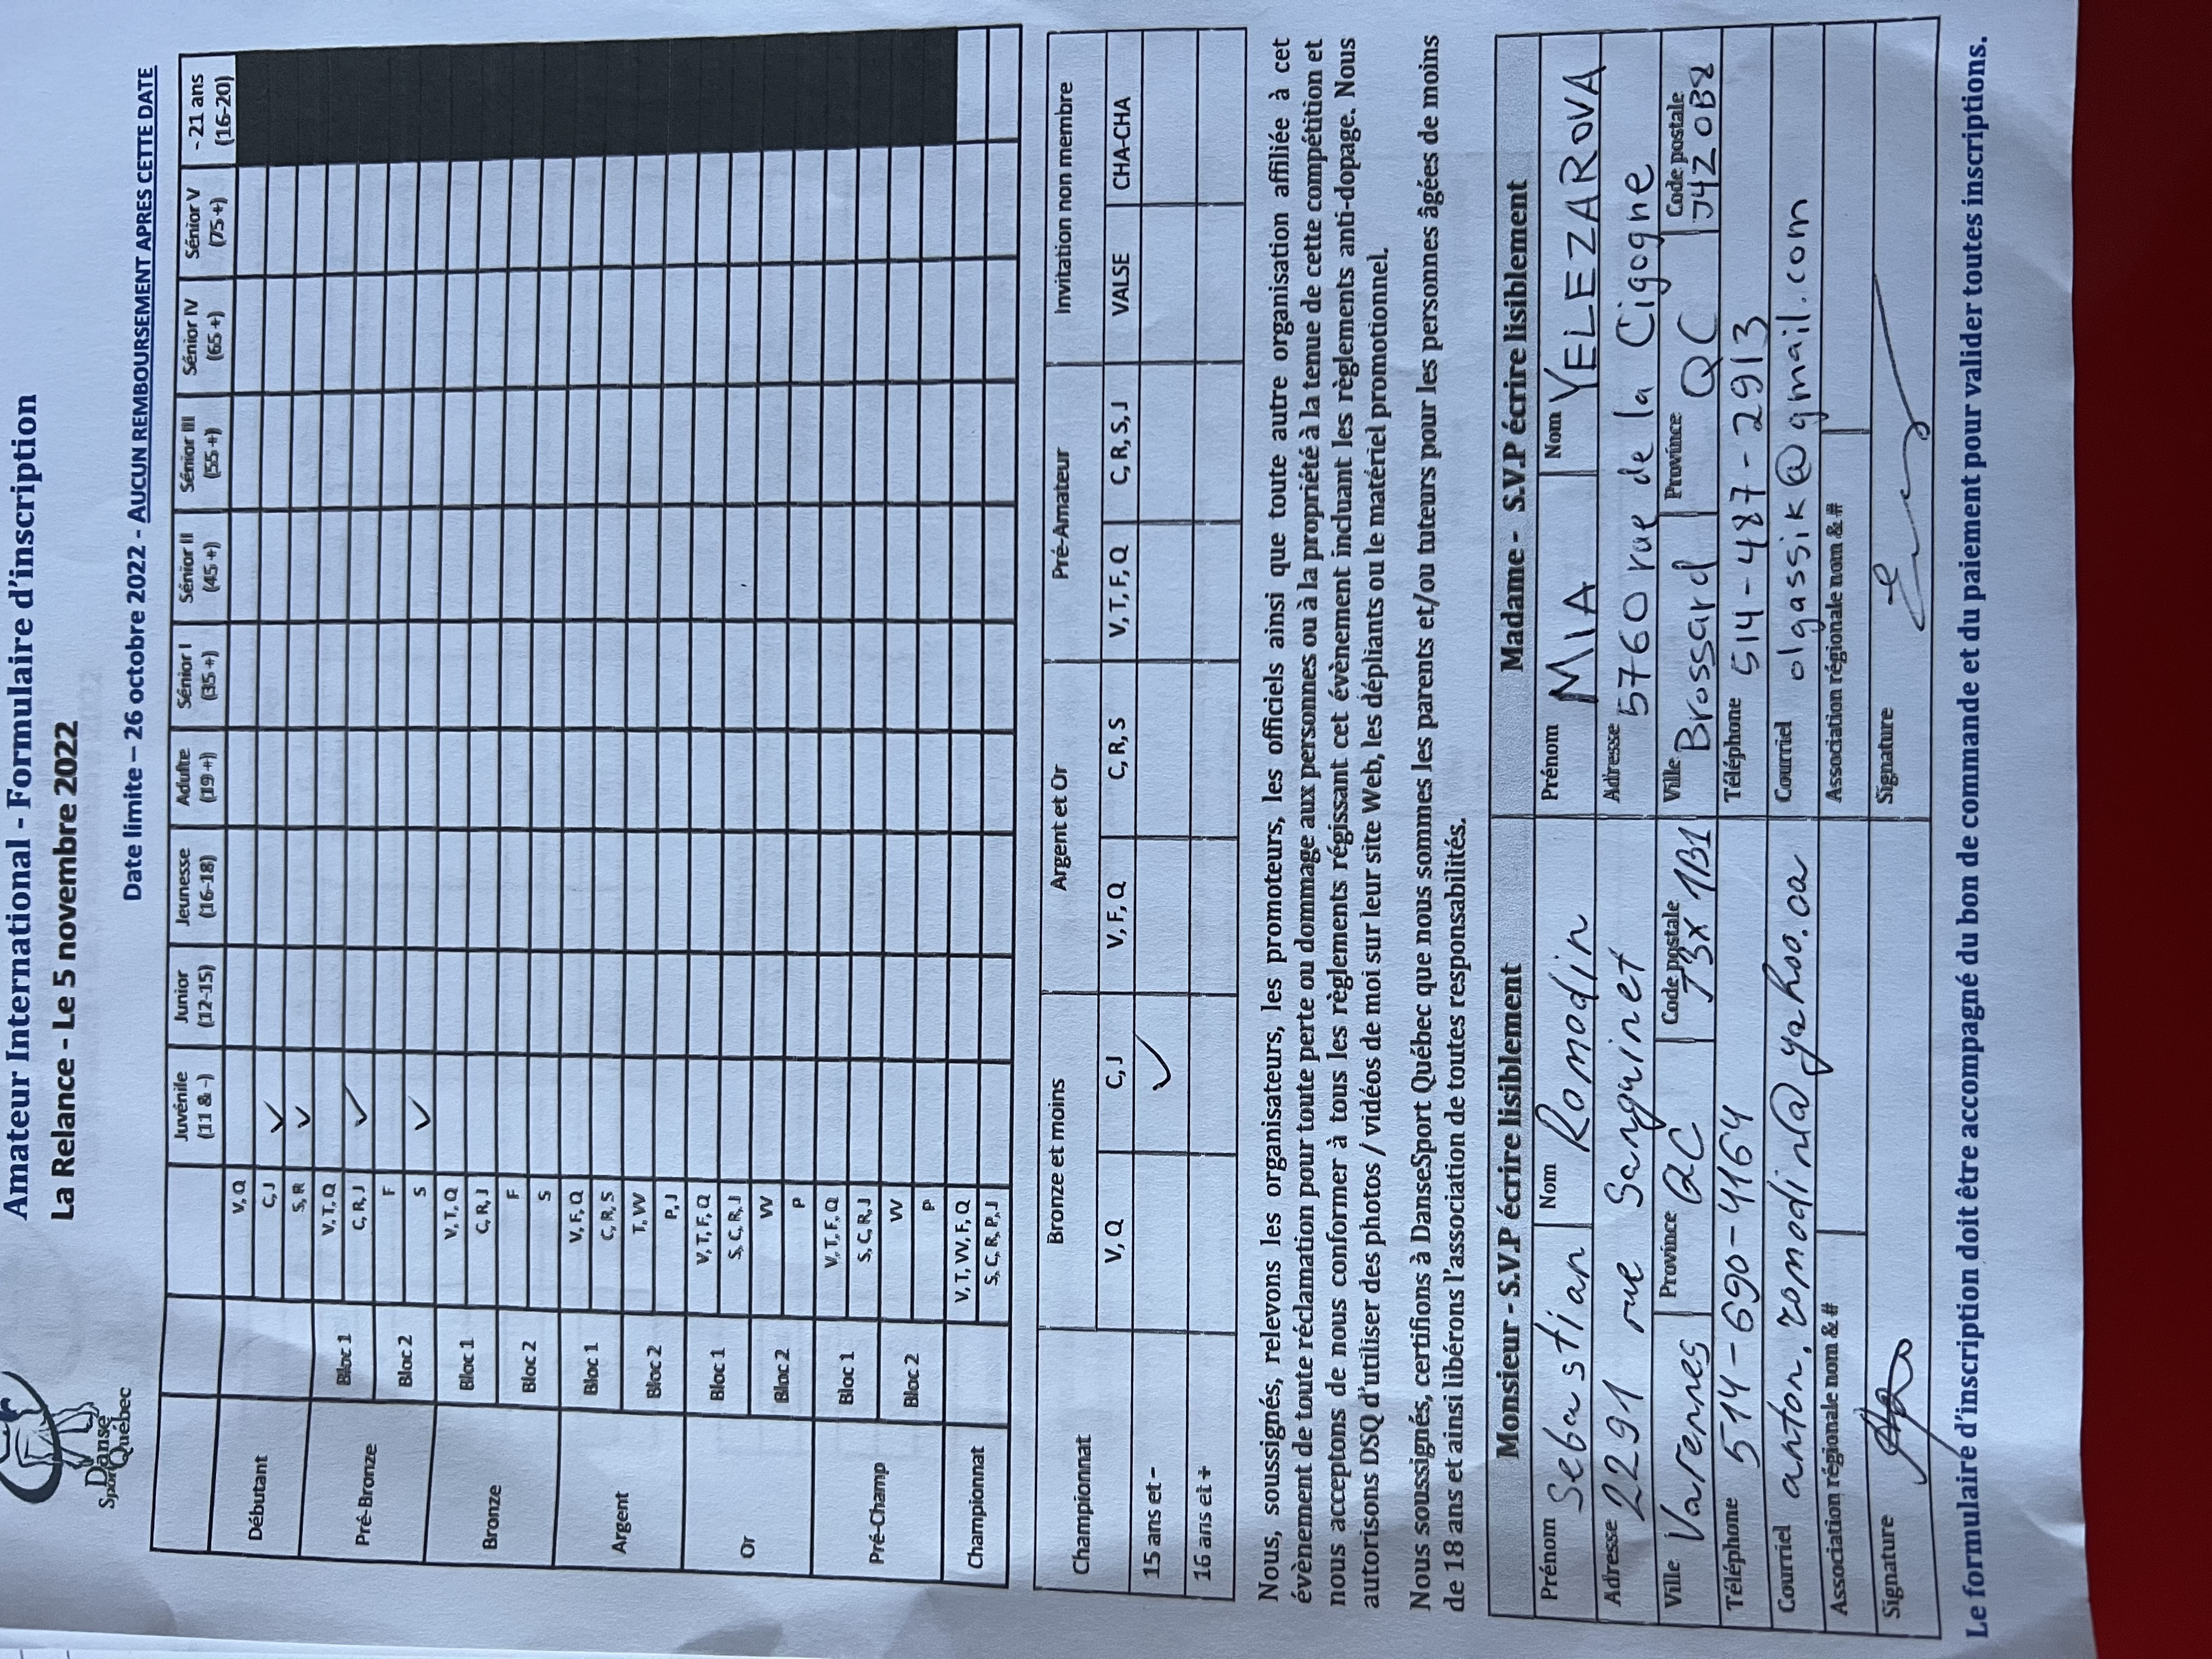 Amateur International - Formulaire d'inscription
La Relance - Le 5 novembre 2022
Danse
Sport
Québec
Date limite – 26 octobre 2022 - AUCUN REMBOURSEMENT APRES CETTE DATE
Juvénile (11 & -) Junior (12-15) Jeunesse (16-18) Adulte (19 +) Sénior I (35 +) Sénior II (45 +) Sénior III (55 +) Sénior IV (65 +) Sénior V (75 +) - 21 ans (16-20)
Débutant
V, Q
C, J ✓
S, R ✓
Pré-Bronze
Bloc 1
V, T, Q
C, R, J ✓
Bloc 2
F
S ✓
Bronze
Bloc 1
V, T, Q
C, R, J
Bloc 2
F
S
Argent
Bloc 1
V, F, Q
C, R, S
Bloc 2
T, W
P, J
Or
Bloc 1
V, T, F, Q
S, C, R, J
Bloc 2
W
P
Pré-Champ
Bloc 1
V, T, F, Q
S, C, R, J
Bloc 2
W
P
Championnat
V, T, W, F, Q
S, C, R, P, J
Championnat Bronze et moins Argent et Or Pré-Amateur Invitation non membre
V, Q C, J V, F, Q C, R, S V, T, F, Q C, R, S, J VALSE CHA-CHA
15 ans et - ✓
16 ans et +
Nous, soussignés, relevons les organisateurs, les promoteurs, les officiels ainsi que toute autre organisation affiliée à cet
évènement de toute réclamation pour toute perte ou dommage aux personnes ou à la propriété à la tenue de cette compétition et
nous acceptons de nous conformer à tous les règlements régissant cet évènement incluant les règlements anti-dopage. Nous
autorisons DSQ d'utiliser des photos / vidéos de moi sur leur site Web, les dépliants ou le matériel promotionnel.
Nous soussignés, certifions à DanseSport Québec que nous sommes les parents et/ou tuteurs pour les personnes âgées de moins
de 18 ans et ainsi libérons l'association de toutes responsabilités.
Monsieur - S.V.P écrire lisiblement
Prénom Sebastian Nom Romodin
Adresse 2291 rue Sanguinet
Ville Varennes Province QC Code postale J3X 1B1
Téléphone 514-690-4164
Courriel anton.romodin@yahoo.ca
Association régionale nom & #
Signature
Madame - S.V.P écrire lisiblement
Prénom MIA Nom YELEZAROVA
Adresse 5760 rue de la Cigogne
Ville Brossard Province QC Code postale J4Z 0B8
Téléphone 514-487-2913
Courriel olgassik@gmail.com
Association régionale nom & #
Signature
Le formulaire d'inscription doit être accompagné du bon de commande et du paiement pour valider toutes inscriptions.